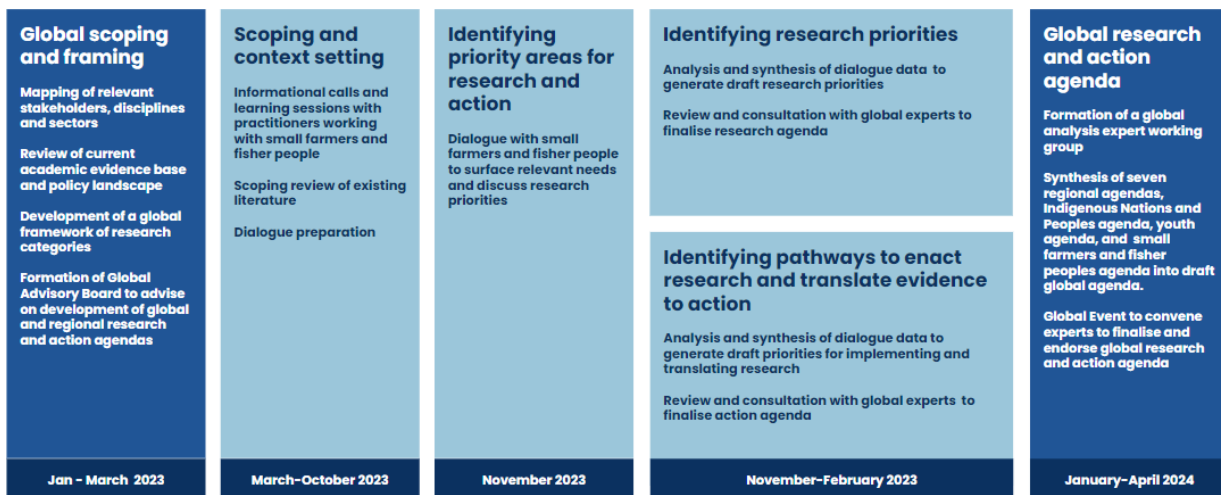 Global scoping
and framing
Mapping of relevant
stakeholders, disciplines
and sectors
Review of current
academic evidence base
and policy landscape
Development of a global
framework of research
categories
Formation of Global
Advisory Board to advise
on development of global
and regional research
and action agendas
Jan - March 2023
Scoping and
context setting
Informational calls and
learning sessions with
practitioners working
with small farmers and
fisher people
Scoping review of existing
literature
Dialogue preparation
March-October 2023
Identifying
priority areas for
research and
action
Dialogue with small
farmers and fisher people
to surface relevant needs
and discuss research
priorities
November 2023
Identifying research priorities
Analysis and synthesis of dialogue data to
generate draft research priorities
Review and consultation with global experts to
finalise research agenda
Identifying pathways to enact
research and translate evidence
to action
Analysis and synthesis of dialogue data to
generate draft priorities for implementing and
translating research
Review and consultation with global experts to
finalise action agenda
November-February 2023
Global research
and action
agenda
Formation of a global
analysis expert working
group
Synthesis of seven
regional agendas,
Indigenous Nations and
Peoples agenda, youth
agenda, and small
farmers and fisher
peoples agenda into draft
global agenda.
Global Event to convene
experts to finalise and
endorse global research
and action agenda
January-April 2024